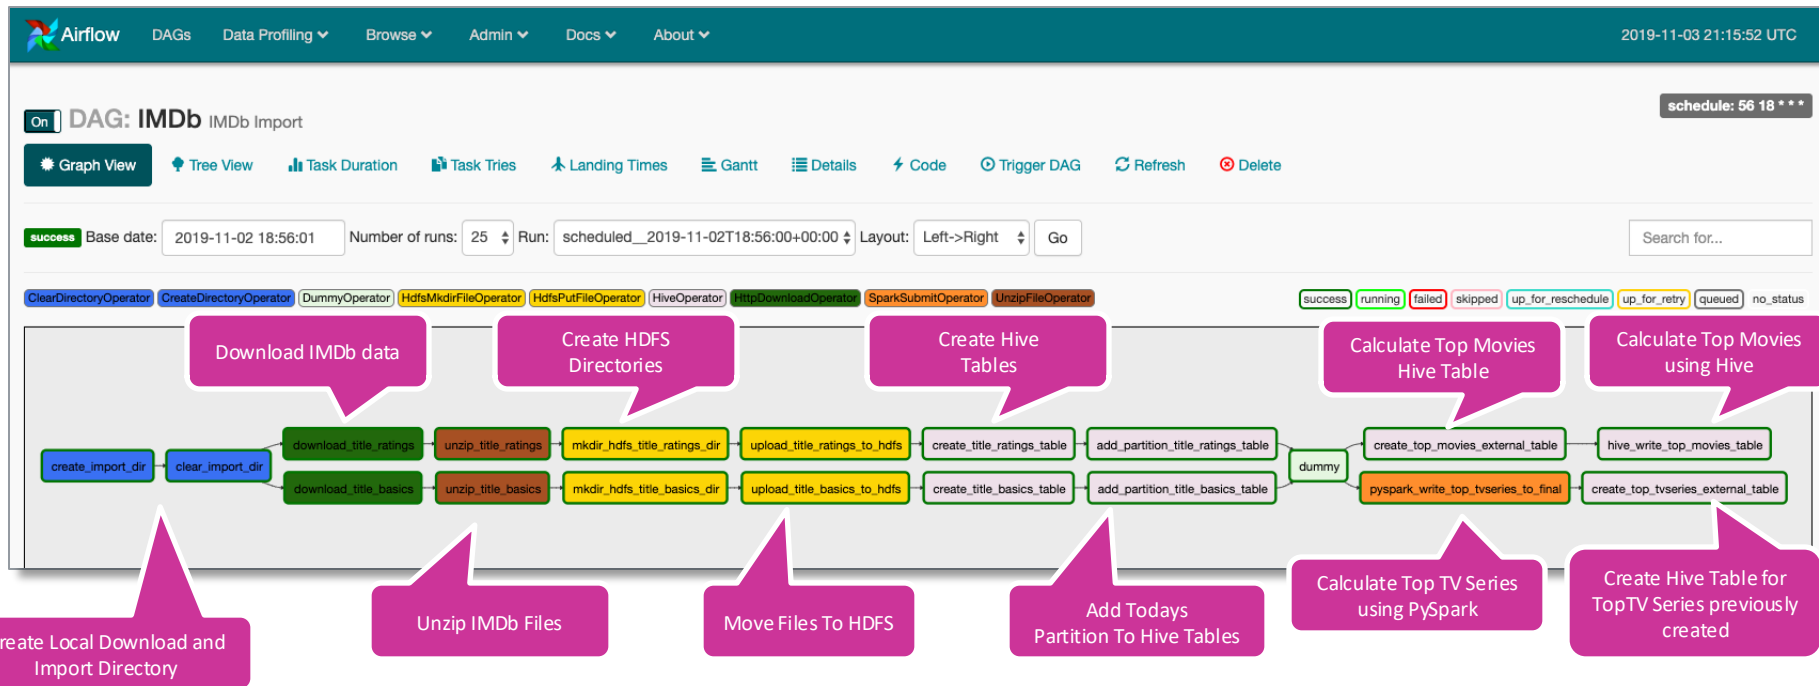 Airflow DAGs Data Profiling Browse Admin Docs About 2019-11-03 21:15:52 UTC
schedule: 56 18 * * *
On DAG: IMDb IMDb Import
Graph View Tree View Task Duration Task Tries Landing Times Gantt Details Code Trigger DAG Refresh Delete
success Base date: 2019-11-02 18:56:01 Number of runs: 25 Run: scheduled__2019-11-02T18:56:00+00:00 Layout: Left->Right Go Search for...
ClearDirectoryOperator CreateDirectoryOperator DummyOperator HdfsMkdirFileOperator HdfsPutFileOperator HiveOperator HttpDownloadOperator SparkSubmitOperator UnzipFileOperator success running failed skipped up_for_reschedule up_for_retry queued no_status
Download IMDb data
Create HDFS
Directories
Create Hive
Tables
Calculate Top Movies
Hive Table
Calculate Top Movies
using Hive
download_title_ratings unzip_title_ratings mkdir_hdfs_title_ratings_dir upload_title_ratings_to_hdfs create_title_ratings_table add_partition_title_ratings_table create_top_movies_external_table hive_write_top_movies_table
create_import_dir clear_import_dir dummy
download_title_basics unzip_title_basics mkdir_hdfs_title_basics_dir upload_title_basics_to_hdfs create_title_basics_table add_partition_title_basics_table pyspark_write_top_tvseries_to_final create_top_tvseries_external_table
reate Local Download and
Import Directory
Unzip IMDb Files
Move Files To HDFS
Add Todays
Partition To Hive Tables
Calculate Top TV Series
using PySpark
Create Hive Table for
TopTV Series previously
created